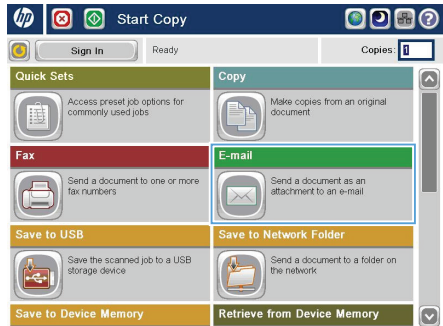 hp Start Copy
Sign In Ready Copies: 1
Quick Sets
Access preset job options for
commonly used jobs
Copy
Make copies from an original
document
Fax
Send a document to one or more
fax numbers
E-mail
Send a document as an
attachment to an e-mail
Save to USB
Save the scanned job to a USB
storage device
Save to Network Folder
Send a document to a folder on
the network
Save to Device Memory
Retrieve from Device Memory